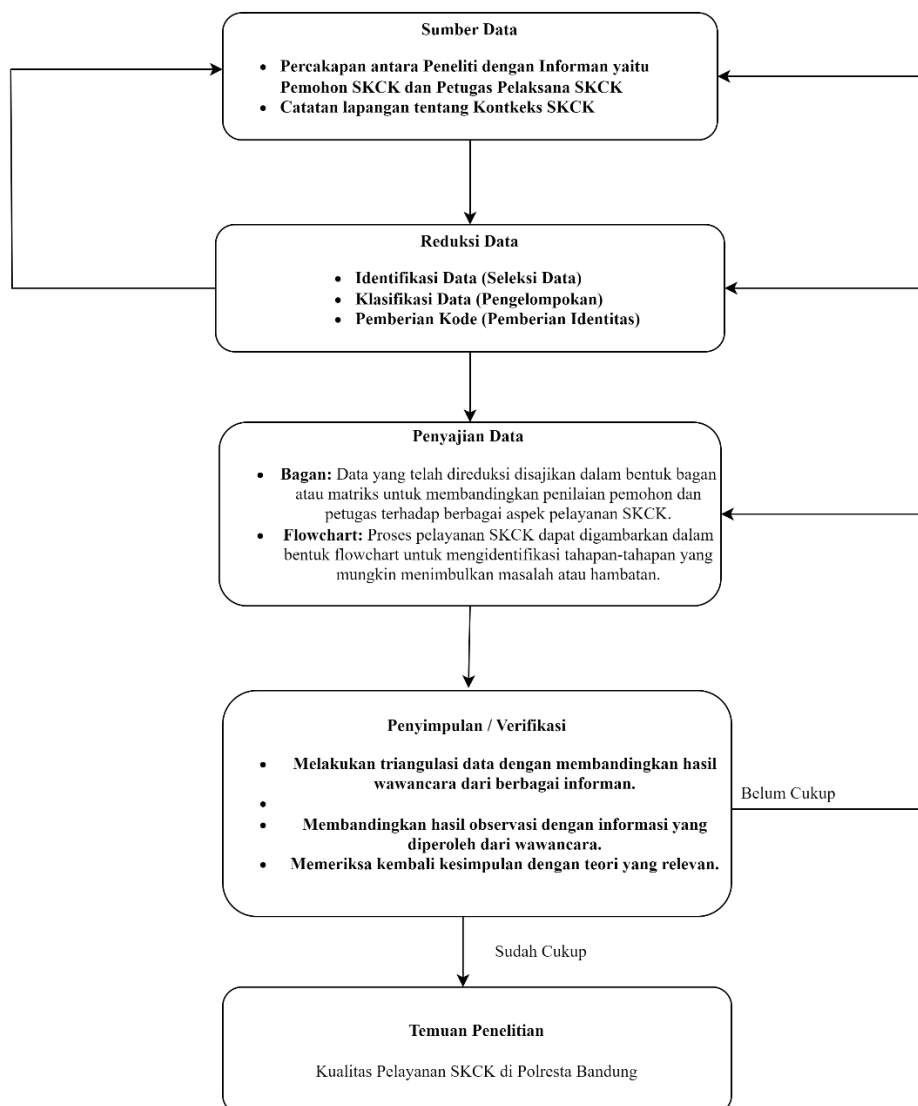 Sumber Data
• Percakapan antara Peneliti dengan Informan yaitu
Pemohon SKCK dan Petugas Pelaksana SKCK
• Catatan lapangan tentang Kontkeks SKCK
Reduksi Data
• Identifikasi Data (Seleksi Data)
• Klasifikasi Data (Pengelompokan)
• Pemberian Kode (Pemberian Identitas)
Penyajian Data
• Bagan: Data yang telah direduksi disajikan dalam bentuk bagan
atau matriks untuk membandingkan penilaian pemohon dan
petugas terhadap berbagai aspek pelayanan SKCK.
• Flowchart: Proses pelayanan SKCK dapat digambarkan dalam
bentuk flowchart untuk mengidentifikasi tahapan-tahapan yang
mungkin menimbulkan masalah atau hambatan.
Penyimpulan / Verifikasi
• Melakukan triangulasi data dengan membandingkan hasil
wawancara dari berbagai informan.
•
• Membandingkan hasil observasi dengan informasi yang
diperoleh dari wawancara.
• Memeriksa kembali kesimpulan dengan teori yang relevan.
Belum Cukup
Sudah Cukup
Temuan Penelitian
Kualitas Pelayanan SKCK di Polresta Bandung